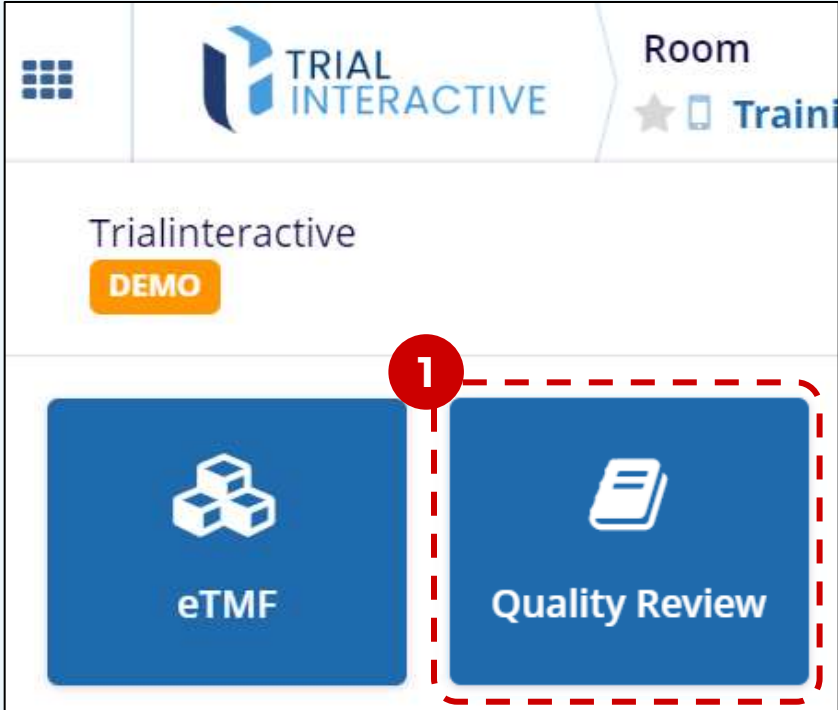 TRIAL
INTERACTIVE
Room
Traini
Trialinteractive
DEMO
1
eTMF
Quality Review